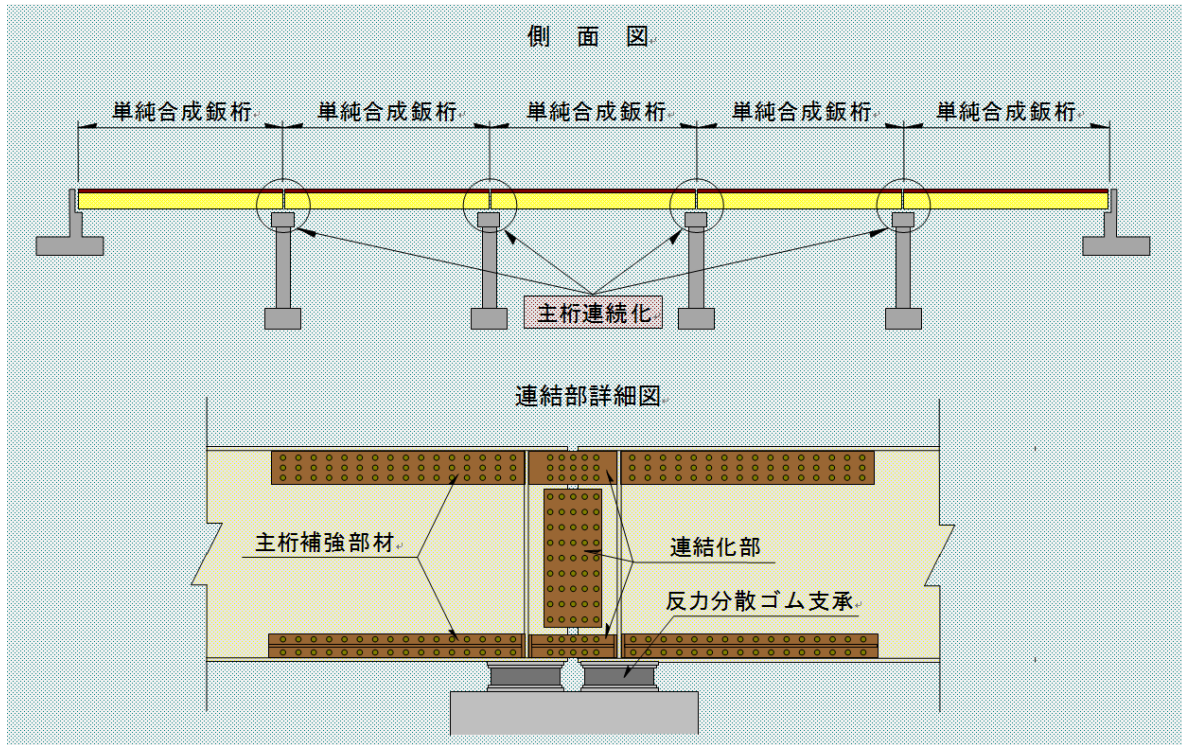 側　面　図
単純合成鈑桁
単純合成鈑桁
単純合成鈑桁
単純合成鈑桁
単純合成鈑桁
主桁連続化
連結部詳細図
主桁補強部材
連結化部
反力分散ゴム支承